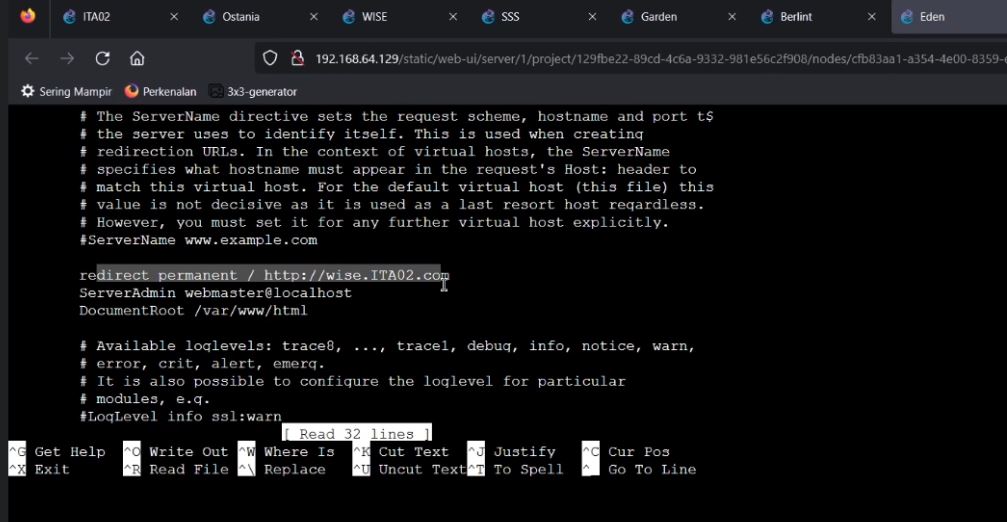 ITA02 × Ostania × WISE × SSS × Garden × Berlint × Eden
192.168.64.129/static/web-ui/server/1/project/129fbe22-89cd-4c6a-9332-981e56c2f908/nodes/cfb83aa1-a354-4e00-8359-
Sering Mampir Perkenalan 3x3-generator
# The ServerName directive sets the request scheme, hostname and port t$
# the server uses to identify itself. This is used when creating
# redirection URLs. In the context of virtual hosts, the ServerName
# specifies what hostname must appear in the request's Host: header to
# match this virtual host. For the default virtual host (this file) this
# value is not decisive as it is used as a last resort host regardless.
# However, you must set it for any further virtual host explicitly.
#ServerName www.example.com
redirect permanent / http://wise.ITA02.com
ServerAdmin webmaster@localhost
DocumentRoot /var/www/html
# Available loglevels: trace8, ..., trace1, debug, info, notice, warn,
# error, crit, alert, emerg.
# It is also possible to configure the loglevel for particular
# modules, e.g.
#LogLevel info ssl:warn
[ Read 32 lines ]
^G Get Help ^O Write Out ^W Where Is ^K Cut Text ^J Justify ^C Cur Pos
^X Exit ^R Read File ^\ Replace ^U Uncut Text ^T To Spell ^_ Go To Line